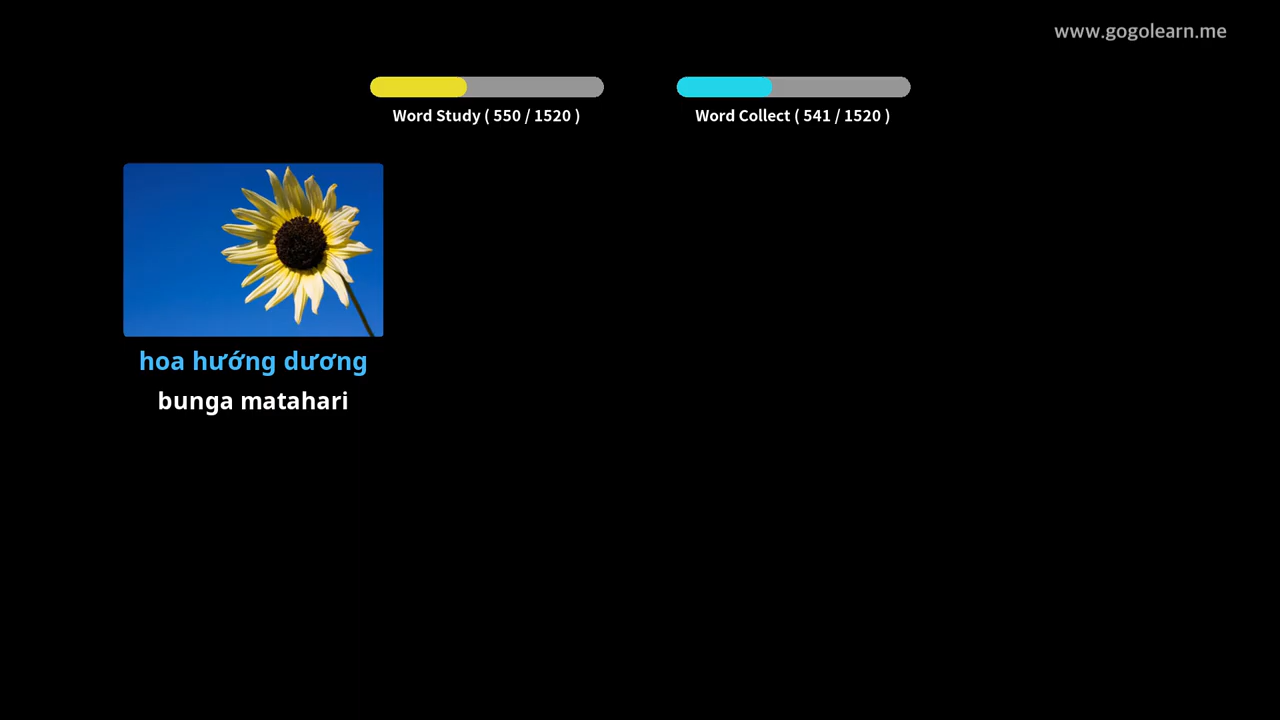 www.gogolearn.me
Word Study ( 550 / 1520 )
Word Collect ( 541 / 1520 )
hoa hướng dương
bunga matahari